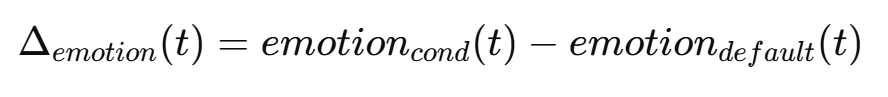 Δ_{emotion}(t) = emotion_{cond}(t) − emotion_{default}(t)